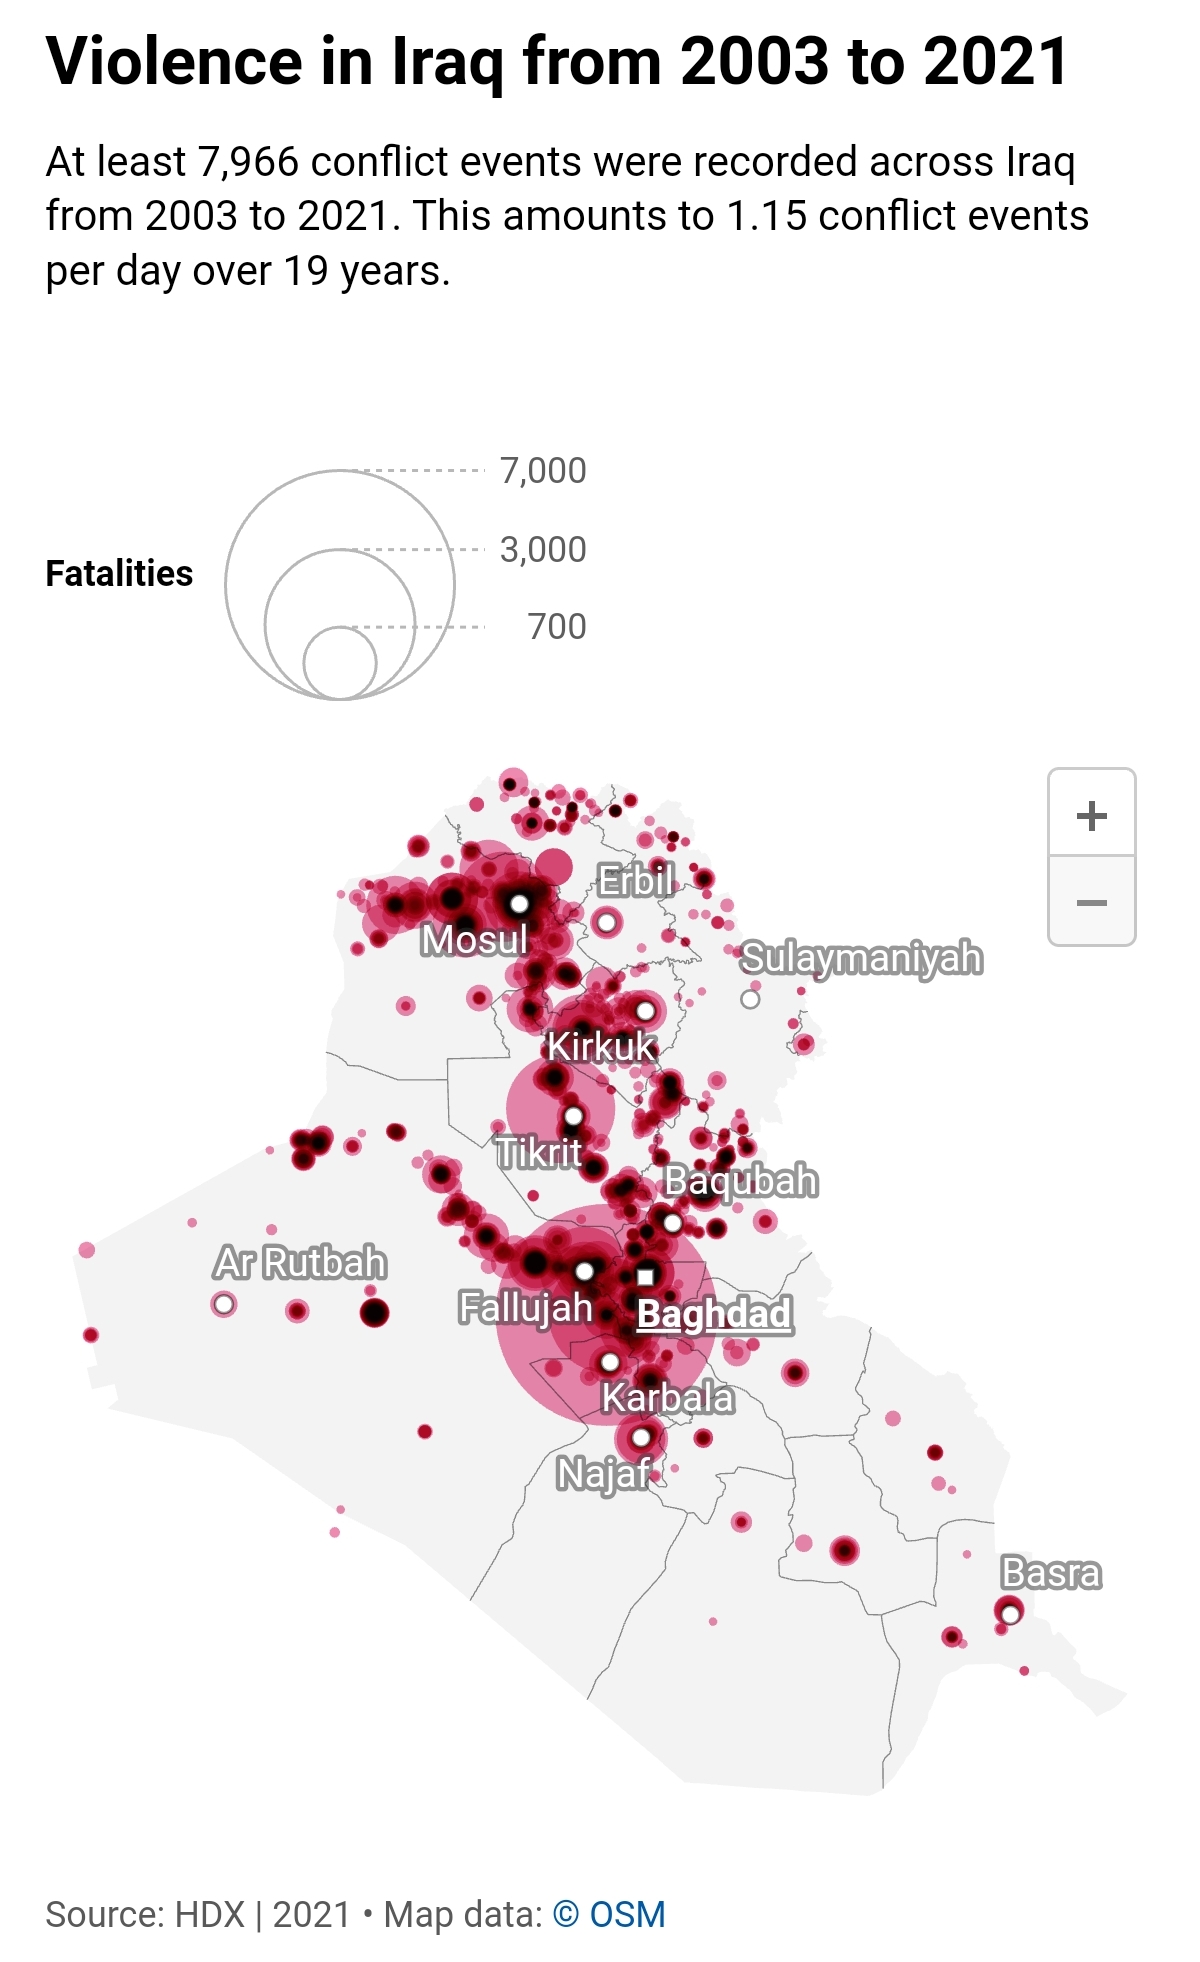 Violence in Iraq from 2003 to 2021
At least 7,966 conflict events were recorded across Iraq
from 2003 to 2021. This amounts to 1.15 conflict events
per day over 19 years.
7,000
3,000
Fatalities
700
+
−
Erbil
Mosul
Sulaymaniyah
Kirkuk
Tikrit
Baqubah
Ar Rutbah
Fallujah
Baghdad
Karbala
Najaf
Basra
Source: HDX | 2021 • Map data: © OSM